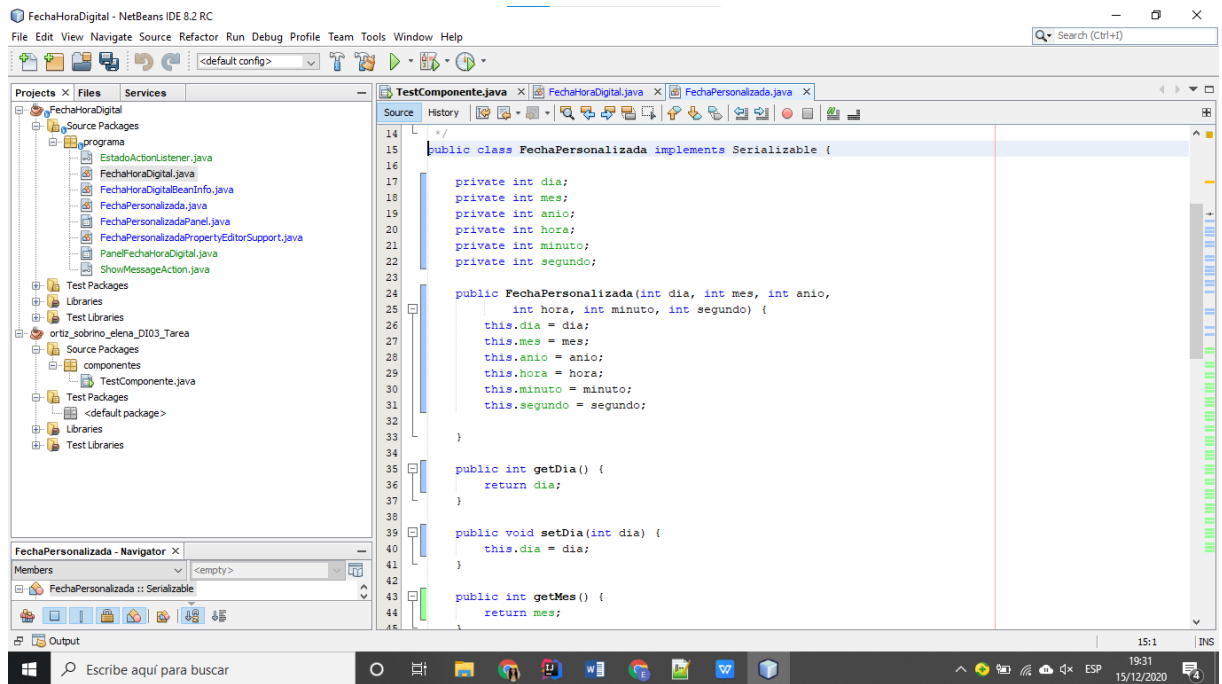 FechaHoraDigital - NetBeans IDE 8.2 RC
File Edit View Navigate Source Refactor Run Debug Profile Team Tools Window Help
Search (Ctrl+I)
<default config>
Projects Files Services
FechaHoraDigital
Source Packages
programa
EstadoActionListener.java
FechaHoraDigital.java
FechaHoraDigitalBeanInfo.java
FechaPersonalizada.java
FechaPersonalizadaPanel.java
FechaPersonalizadaPropertyEditorSupport.java
PanelFechaHoraDigital.java
ShowMessageAction.java
Test Packages
Libraries
Test Libraries
ortiz_sobrino_elena_DI03_Tarea
Source Packages
componentes
TestComponente.java
Test Packages
<default package>
Libraries
Test Libraries
FechaPersonalizada - Navigator
Members <empty>
FechaPersonalizada :: Serializable
TestComponente.java FechaHoraDigital.java FechaPersonalizada.java
Source History
14 */
15 public class FechaPersonalizada implements Serializable {
16
17 private int dia;
18 private int mes;
19 private int anio;
20 private int hora;
21 private int minuto;
22 private int segundo;
23
24 public FechaPersonalizada(int dia, int mes, int anio,
25 int hora, int minuto, int segundo) {
26 this.dia = dia;
27 this.mes = mes;
28 this.anio = anio;
29 this.hora = hora;
30 this.minuto = minuto;
31 this.segundo = segundo;
32
33 }
34
35 public int getDia() {
36 return dia;
37 }
38
39 public void setDia(int dia) {
40 this.dia = dia;
41 }
42
43 public int getMes() {
44 return mes;
45 }
Output
15:1 INS
Escribe aquí para buscar
ESP
19:31
15/12/2020
4